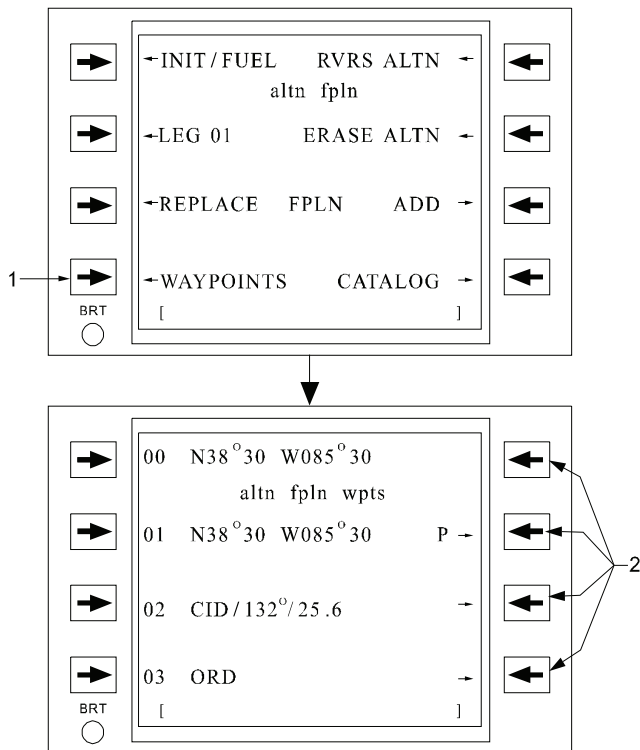 ←INIT/FUEL RVRS ALTN ←
altn fpln
←LEG 01 ERASE ALTN ←
←REPLACE FPLN ADD →
1
←WAYPOINTS CATALOG →
BRT
[ ]
00 N38°30 W085°30
altn fpln wpts
01 N38°30 W085°30 P →
2
02 CID/132°/25.6 →
03 ORD →
BRT
[ ]